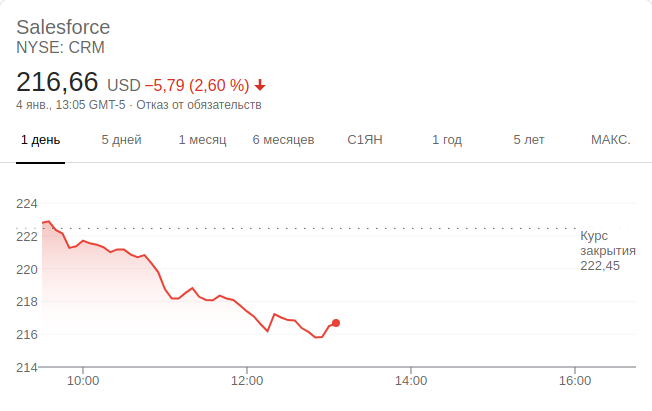 Salesforce
NYSE: CRM
216,66 USD −5,79 (2,60 %)
4 янв., 13:05 GMT-5 · Отказ от обязательств
1 день 5 дней 1 месяц 6 месяцев С1ЯН 1 год 5 лет МАКС.
224
222
220
218
216
214
Курс
закрытия
222,45
10:00 12:00 14:00 16:00